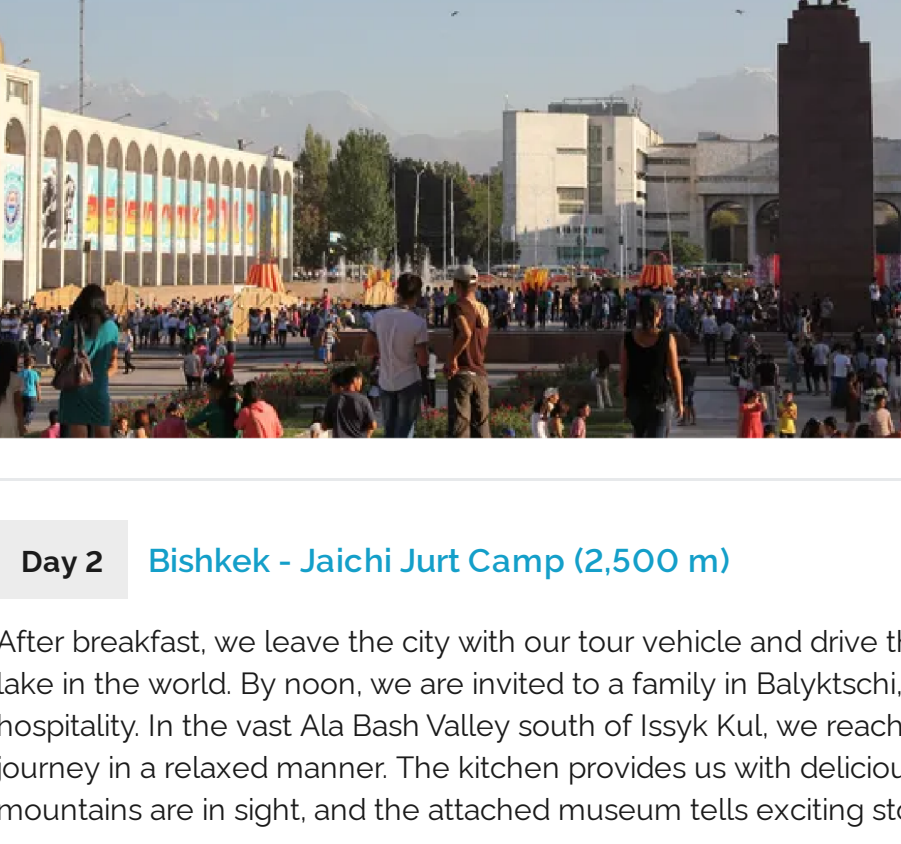 Day 2
Bishkek - Jaichi Jurt Camp (2,500 m)
After breakfast, we leave the city with our tour vehicle and drive
lake in the world. By noon, we are invited to a family in Balyktschi,
hospitality. In the vast Ala Bash Valley south of Issyk Kul, we reach
journey in a relaxed manner. The kitchen provides us with
mountains are in sight, and the attached museum tells exciting